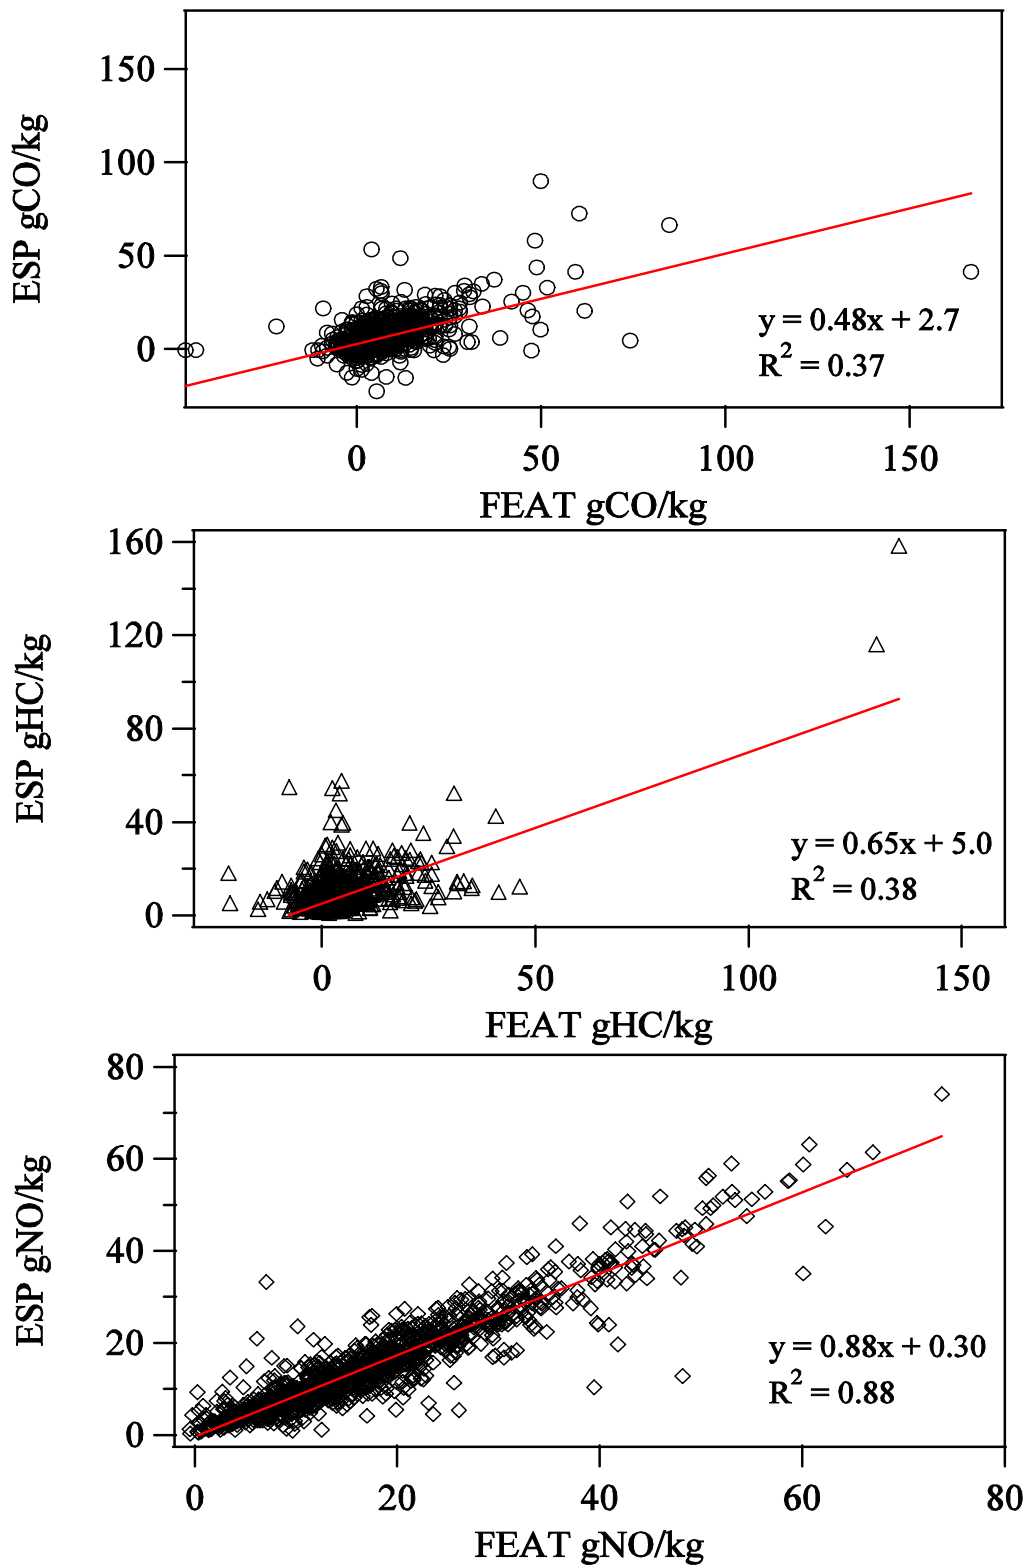 150
100
50
0
ESP gCO/kg
y = 0.48x + 2.7
R² = 0.37
0 50 100 150
FEAT gCO/kg
160
120
80
40
0
ESP gHC/kg
y = 0.65x + 5.0
R² = 0.38
0 50 100 150
FEAT gHC/kg
80
60
40
20
0
ESP gNO/kg
y = 0.88x + 0.30
R² = 0.88
0 20 40 60 80
FEAT gNO/kg